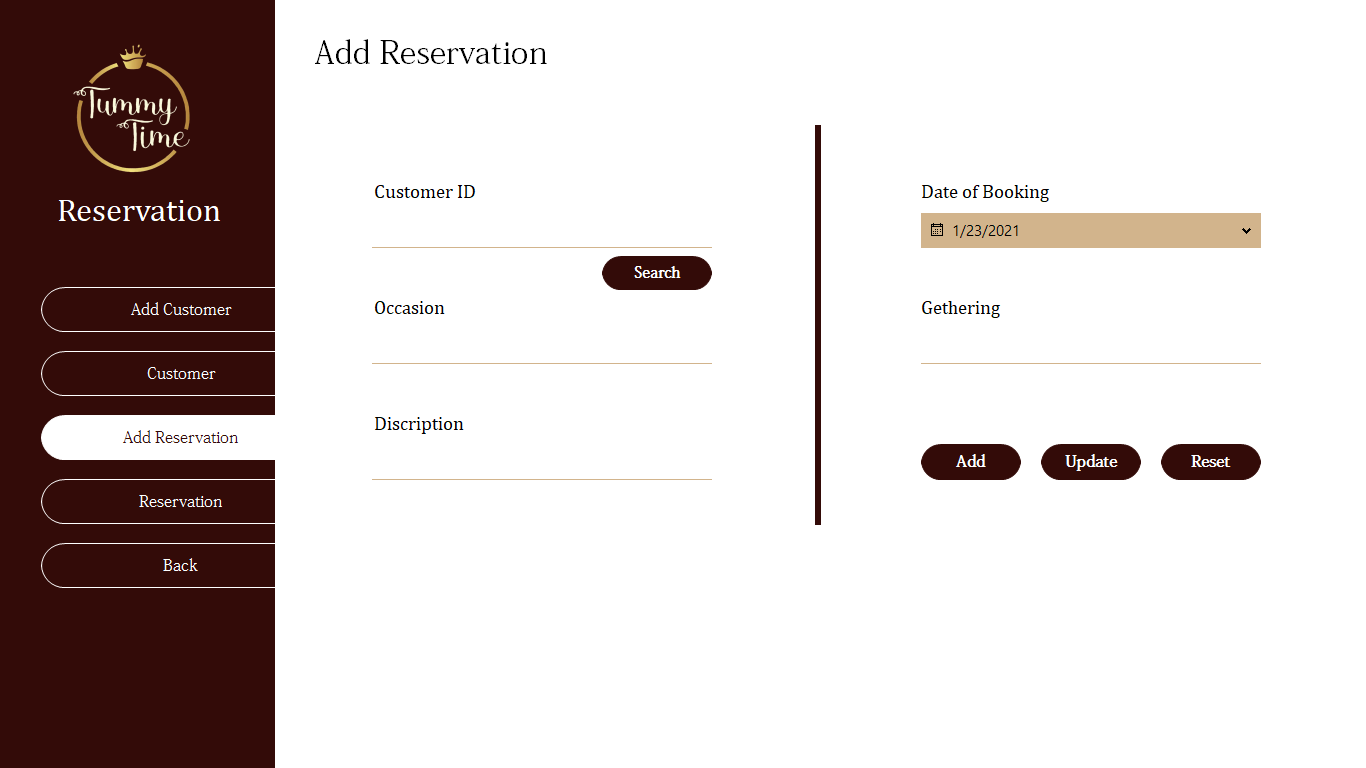 Tummy
Time
Reservation
Add Customer
Customer
Add Reservation
Reservation
Back
Add Reservation
Customer ID
Search
Occasion
Discription
Date of Booking
1/23/2021
Gethering
Add Update Reset